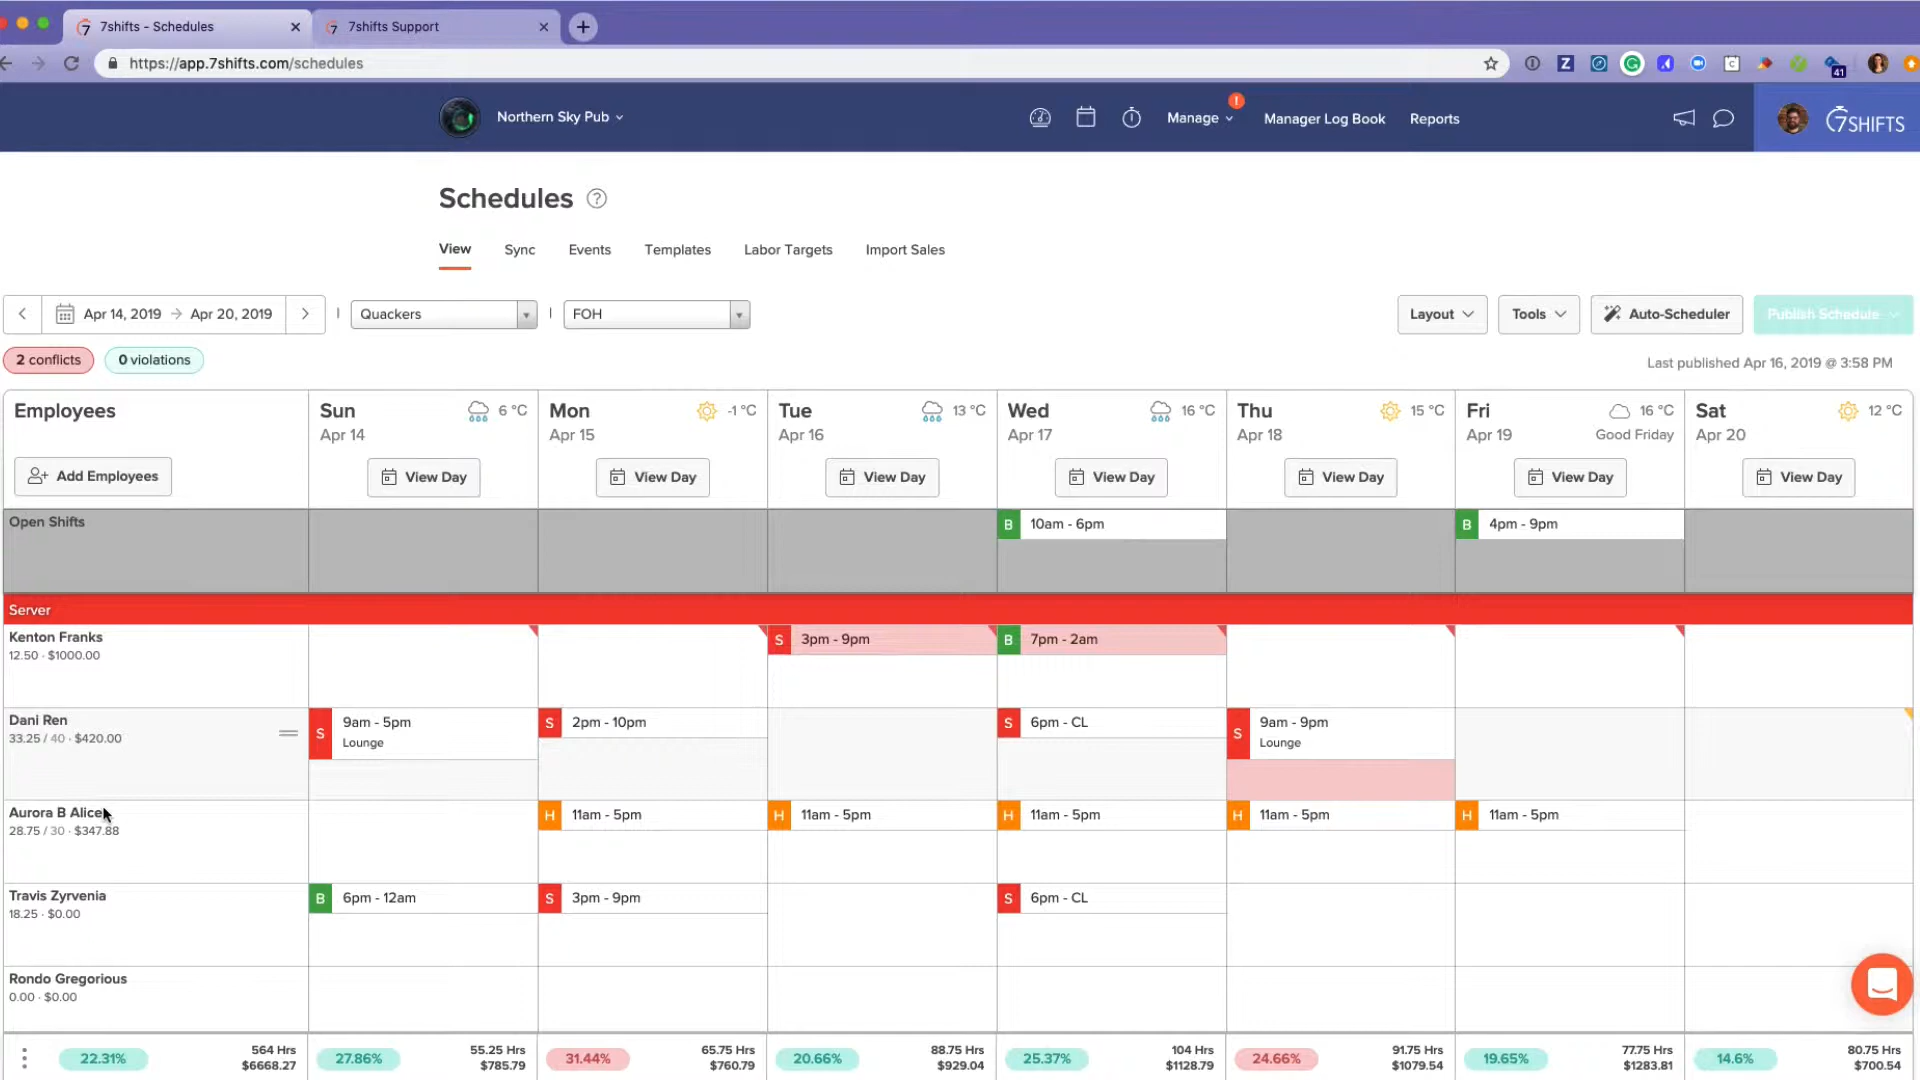 7shifts - Schedules
7shifts Support
https://app.7shifts.com/schedules
41
Northern Sky Pub
Manage
!
Manager Log Book
Reports
7SHIFTS
Schedules ?
View
Sync
Events
Templates
Labor Targets
Import Sales
Apr 14, 2019 → Apr 20, 2019
Quackers
FOH
Layout
Tools
Auto-Scheduler
Publish Schedule
2 conflicts
0 violations
Last published Apr 16, 2019 @ 3:58 PM
Employees
Sun 6 °C
Mon -1 °C
Tue 13 °C
Wed 16 °C
Thu 15 °C
Fri 16 °C
Sat 12 °C
Apr 14
Apr 15
Apr 16
Apr 17
Apr 18
Apr 19 Good Friday
Apr 20
Add Employees
View Day
View Day
View Day
View Day
View Day
View Day
View Day
Open Shifts
B 10am - 6pm
B 4pm - 9pm
Server
Kenton Franks
12.50 · $1000.00
S 3pm - 9pm
B 7pm - 2am
Dani Ren
33.25 / 40 · $420.00
S 9am - 5pm
Lounge
S 2pm - 10pm
S 6pm - CL
S 9am - 9pm
Lounge
Aurora B Alice
28.75 / 30 · $347.88
H 11am - 5pm
H 11am - 5pm
H 11am - 5pm
H 11am - 5pm
H 11am - 5pm
Travis Zyrvenia
18.25 · $0.00
B 6pm - 12am
S 3pm - 9pm
S 6pm - CL
Rondo Gregorious
0.00 · $0.00
22.31% 564 Hrs
$6668.27
27.86% 55.25 Hrs
$785.79
31.44% 65.75 Hrs
$760.79
20.66% 88.75 Hrs
$929.04
25.37% 104 Hrs
$1128.79
24.66% 91.75 Hrs
$1079.54
19.65% 77.75 Hrs
$1283.81
14.6% 80.75 Hrs
$700.54